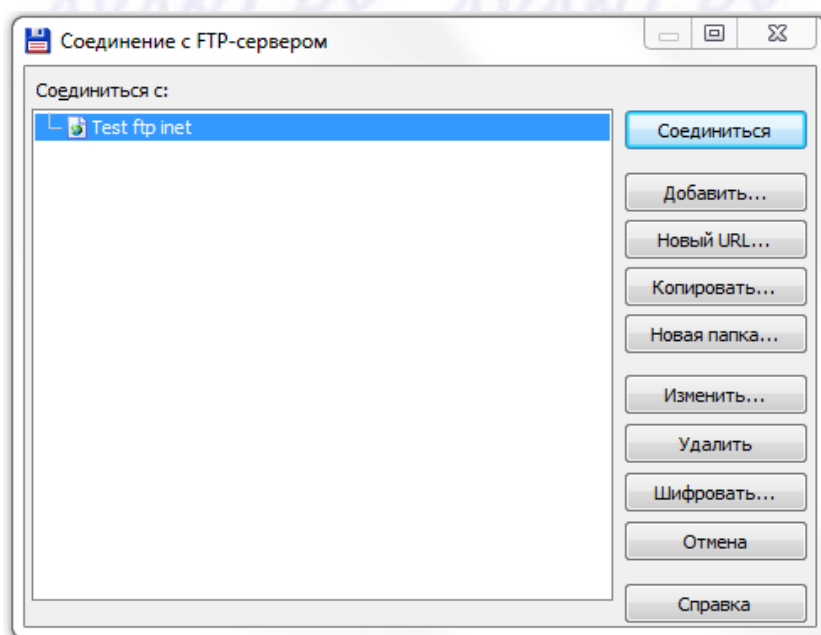 Соединение с FTP-сервером
Соединиться с:
Test ftp inet
Соединиться
Добавить...
Новый URL...
Копировать...
Новая папка...
Изменить...
Удалить
Шифровать...
Отмена
Справка